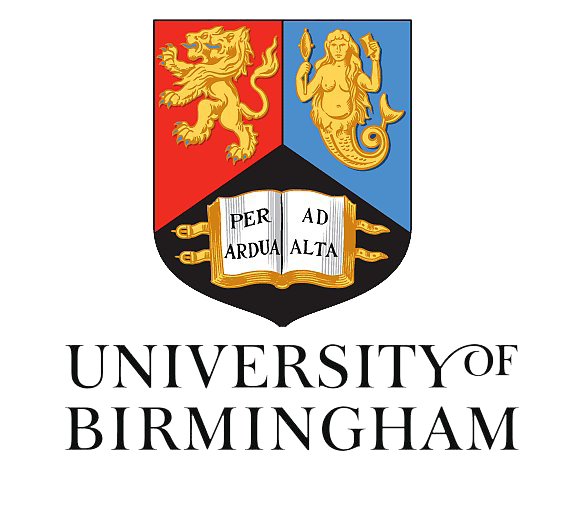 PER AD
ARDUA ALTA
UNIVERSITY OF
BIRMINGHAM